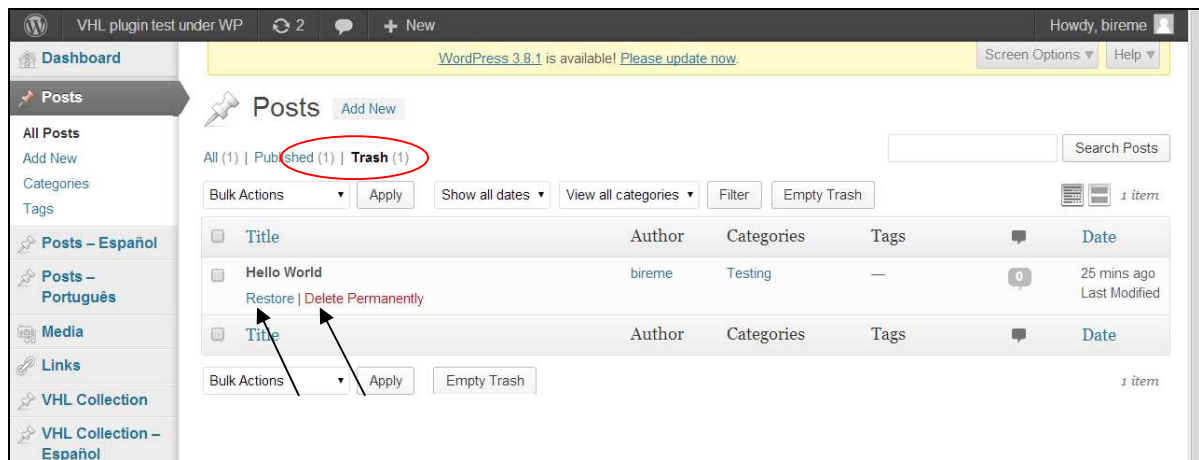 VHL plugin test under WP 2 + New Howdy, bireme
WordPress 3.8.1 is available! Please update now.
Screen Options ▼ Help ▼
Dashboard
Posts
All Posts
Add New
Categories
Tags
Posts – Español
Posts –
Português
Media
Links
VHL Collection
VHL Collection –
Español
Posts Add New
All (1) | Published (1) | Trash (1)
Search Posts
Bulk Actions ▼ Apply Show all dates ▼ View all categories ▼ Filter Empty Trash 1 item
Title Author Categories Tags Date
Hello World bireme Testing — 0 25 mins ago
Restore | Delete Permanently Last Modified
Title Author Categories Tags Date
Bulk Actions ▼ Apply Empty Trash 1 item